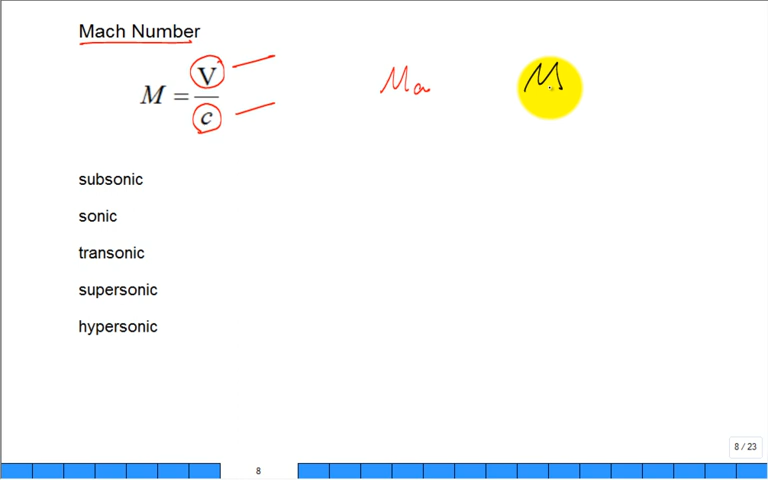 Mach Number
M = V / c
Ma
M
subsonic
sonic
transonic
supersonic
hypersonic
8 / 23
8